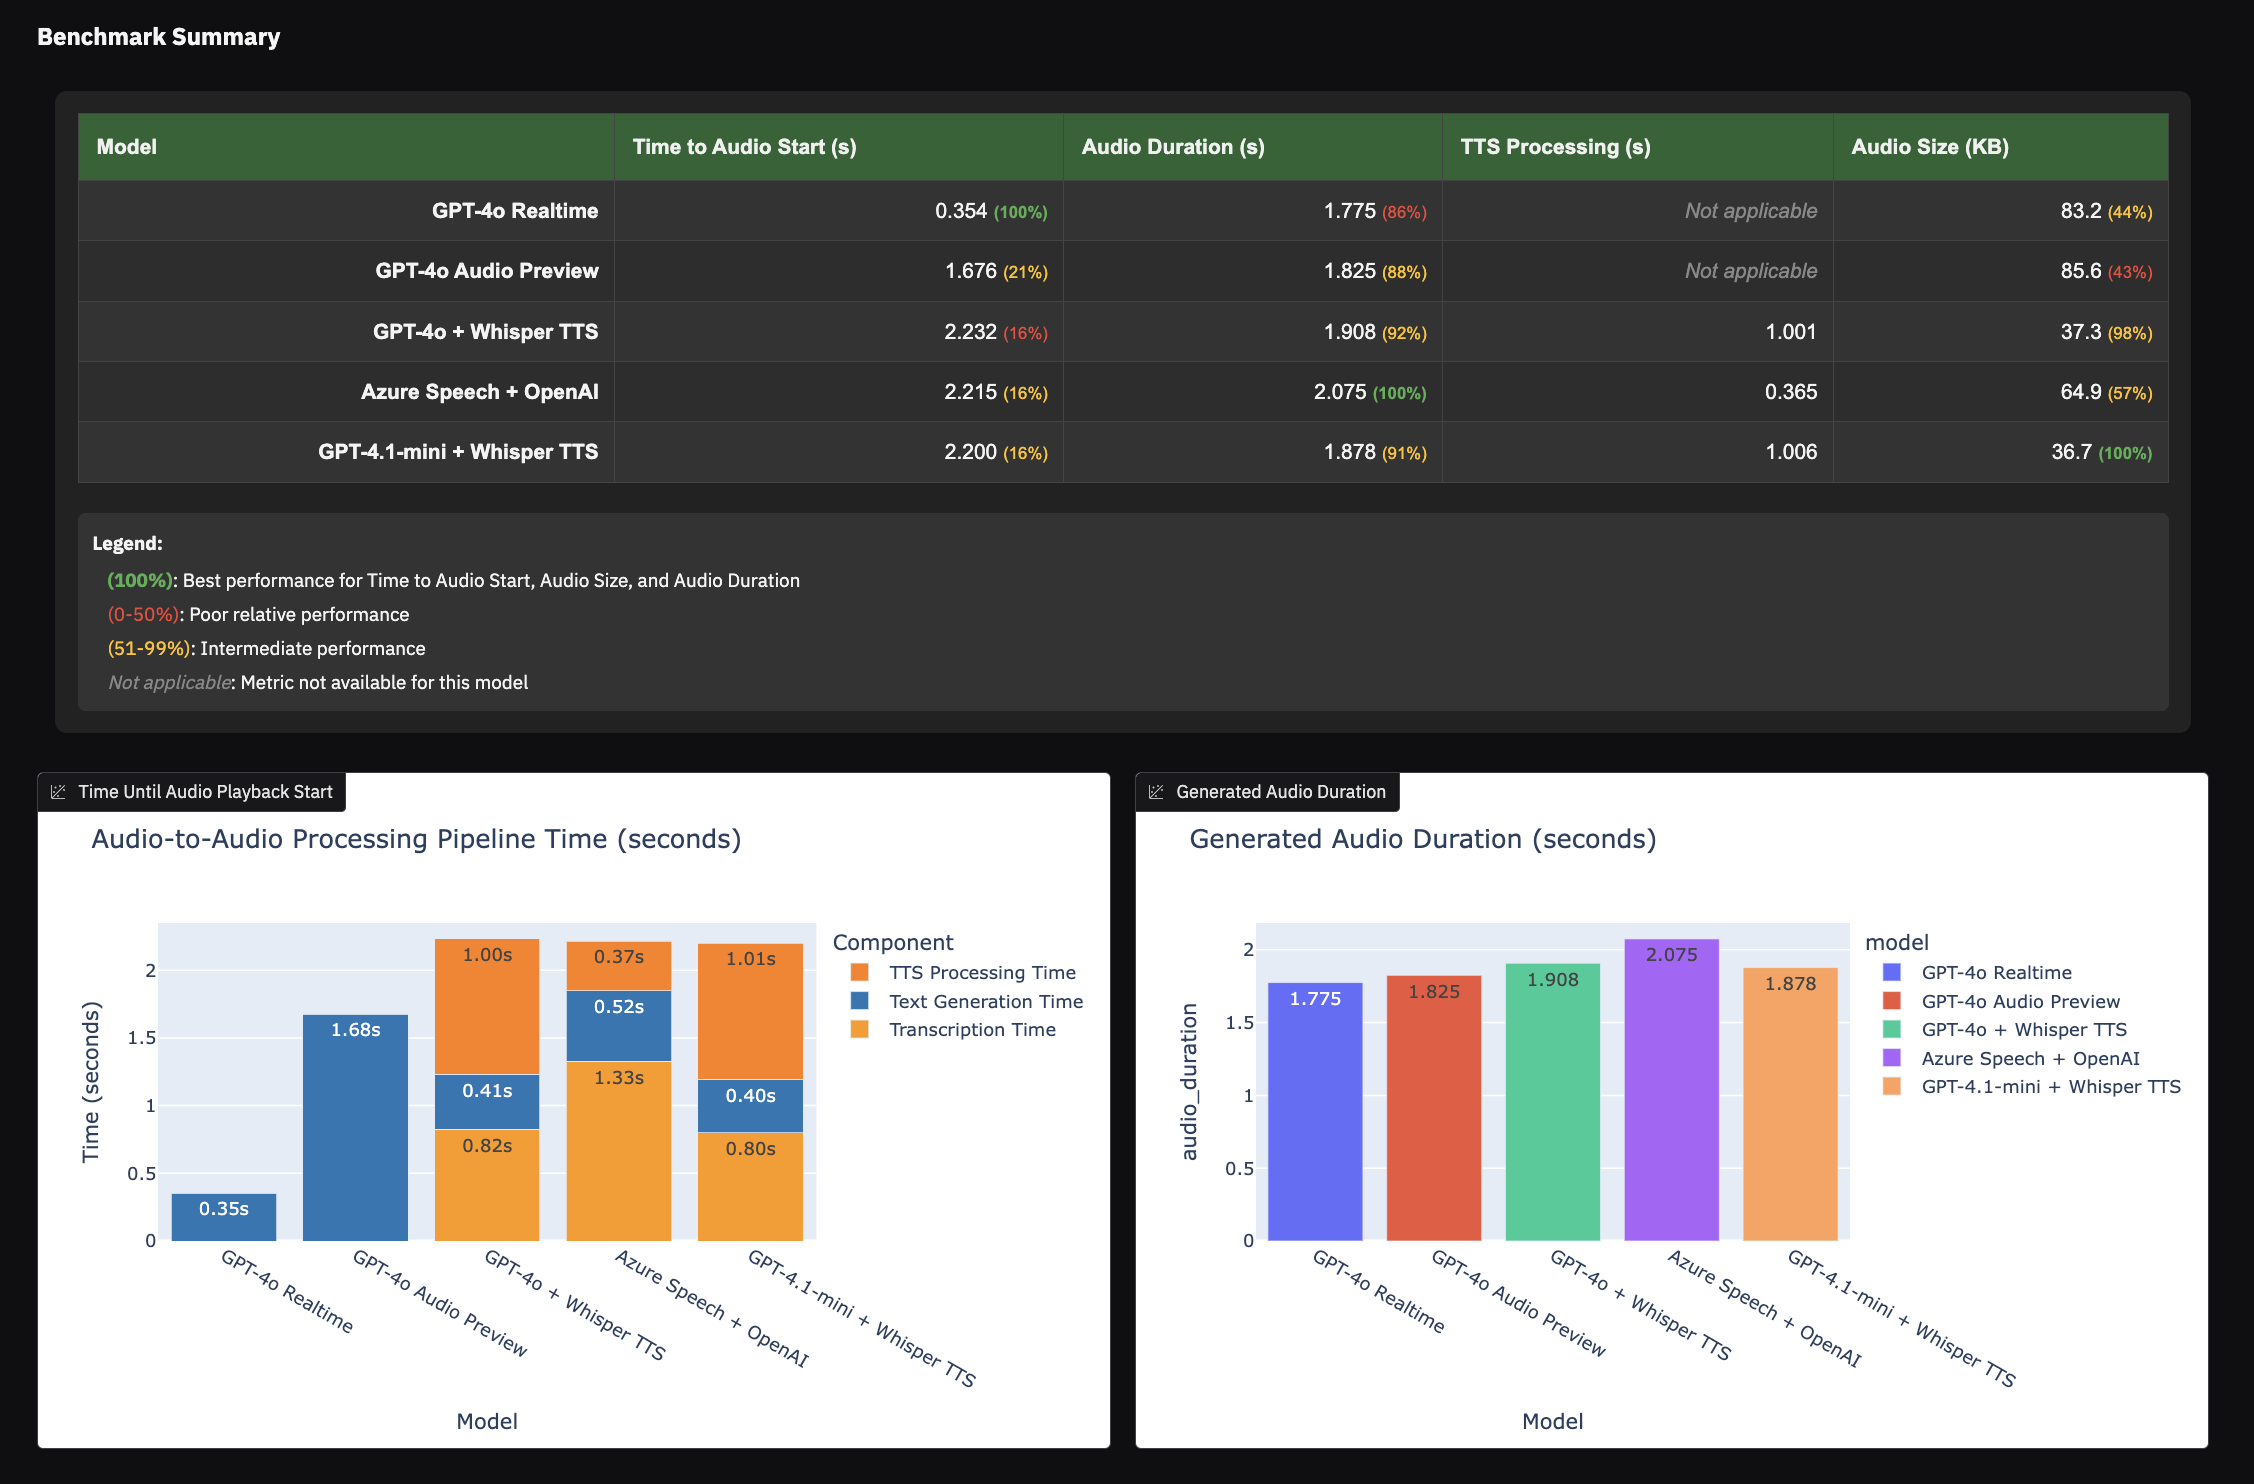 Benchmark Summary
Model Time to Audio Start (s) Audio Duration (s) TTS Processing (s) Audio Size (KB)
GPT-4o Realtime 0.354 (100%) 1.775 (86%) Not applicable 83.2 (44%)
GPT-4o Audio Preview 1.676 (21%) 1.825 (88%) Not applicable 85.6 (43%)
GPT-4o + Whisper TTS 2.232 (16%) 1.908 (92%) 1.001 37.3 (98%)
Azure Speech + OpenAI 2.215 (16%) 2.075 (100%) 0.365 64.9 (57%)
GPT-4.1-mini + Whisper TTS 2.200 (16%) 1.878 (91%) 1.006 36.7 (100%)
Legend:
(100%): Best performance for Time to Audio Start, Audio Size, and Audio Duration
(0-50%): Poor relative performance
(51-99%): Intermediate performance
Not applicable: Metric not available for this model
Time Until Audio Playback Start
Audio-to-Audio Processing Pipeline Time (seconds)
Time (seconds)
2
1.5
1
0.5
0
0.35s
1.68s
1.00s
0.41s
0.82s
0.37s
0.52s
1.33s
1.01s
0.40s
0.80s
Component
TTS Processing Time
Text Generation Time
Transcription Time
GPT-4o Realtime
GPT-4o Audio Preview
GPT-4o + Whisper TTS
Azure Speech + OpenAI
GPT-4.1-mini + Whisper TTS
Model
Generated Audio Duration
Generated Audio Duration (seconds)
audio_duration
2
1.5
1
0.5
0
1.775
1.825
1.908
2.075
1.878
model
GPT-4o Realtime
GPT-4o Audio Preview
GPT-4o + Whisper TTS
Azure Speech + OpenAI
GPT-4.1-mini + Whisper TTS
GPT-4o Realtime
GPT-4o Audio Preview
GPT-4o + Whisper TTS
Azure Speech + OpenAI
GPT-4.1-mini + Whisper TTS
Model